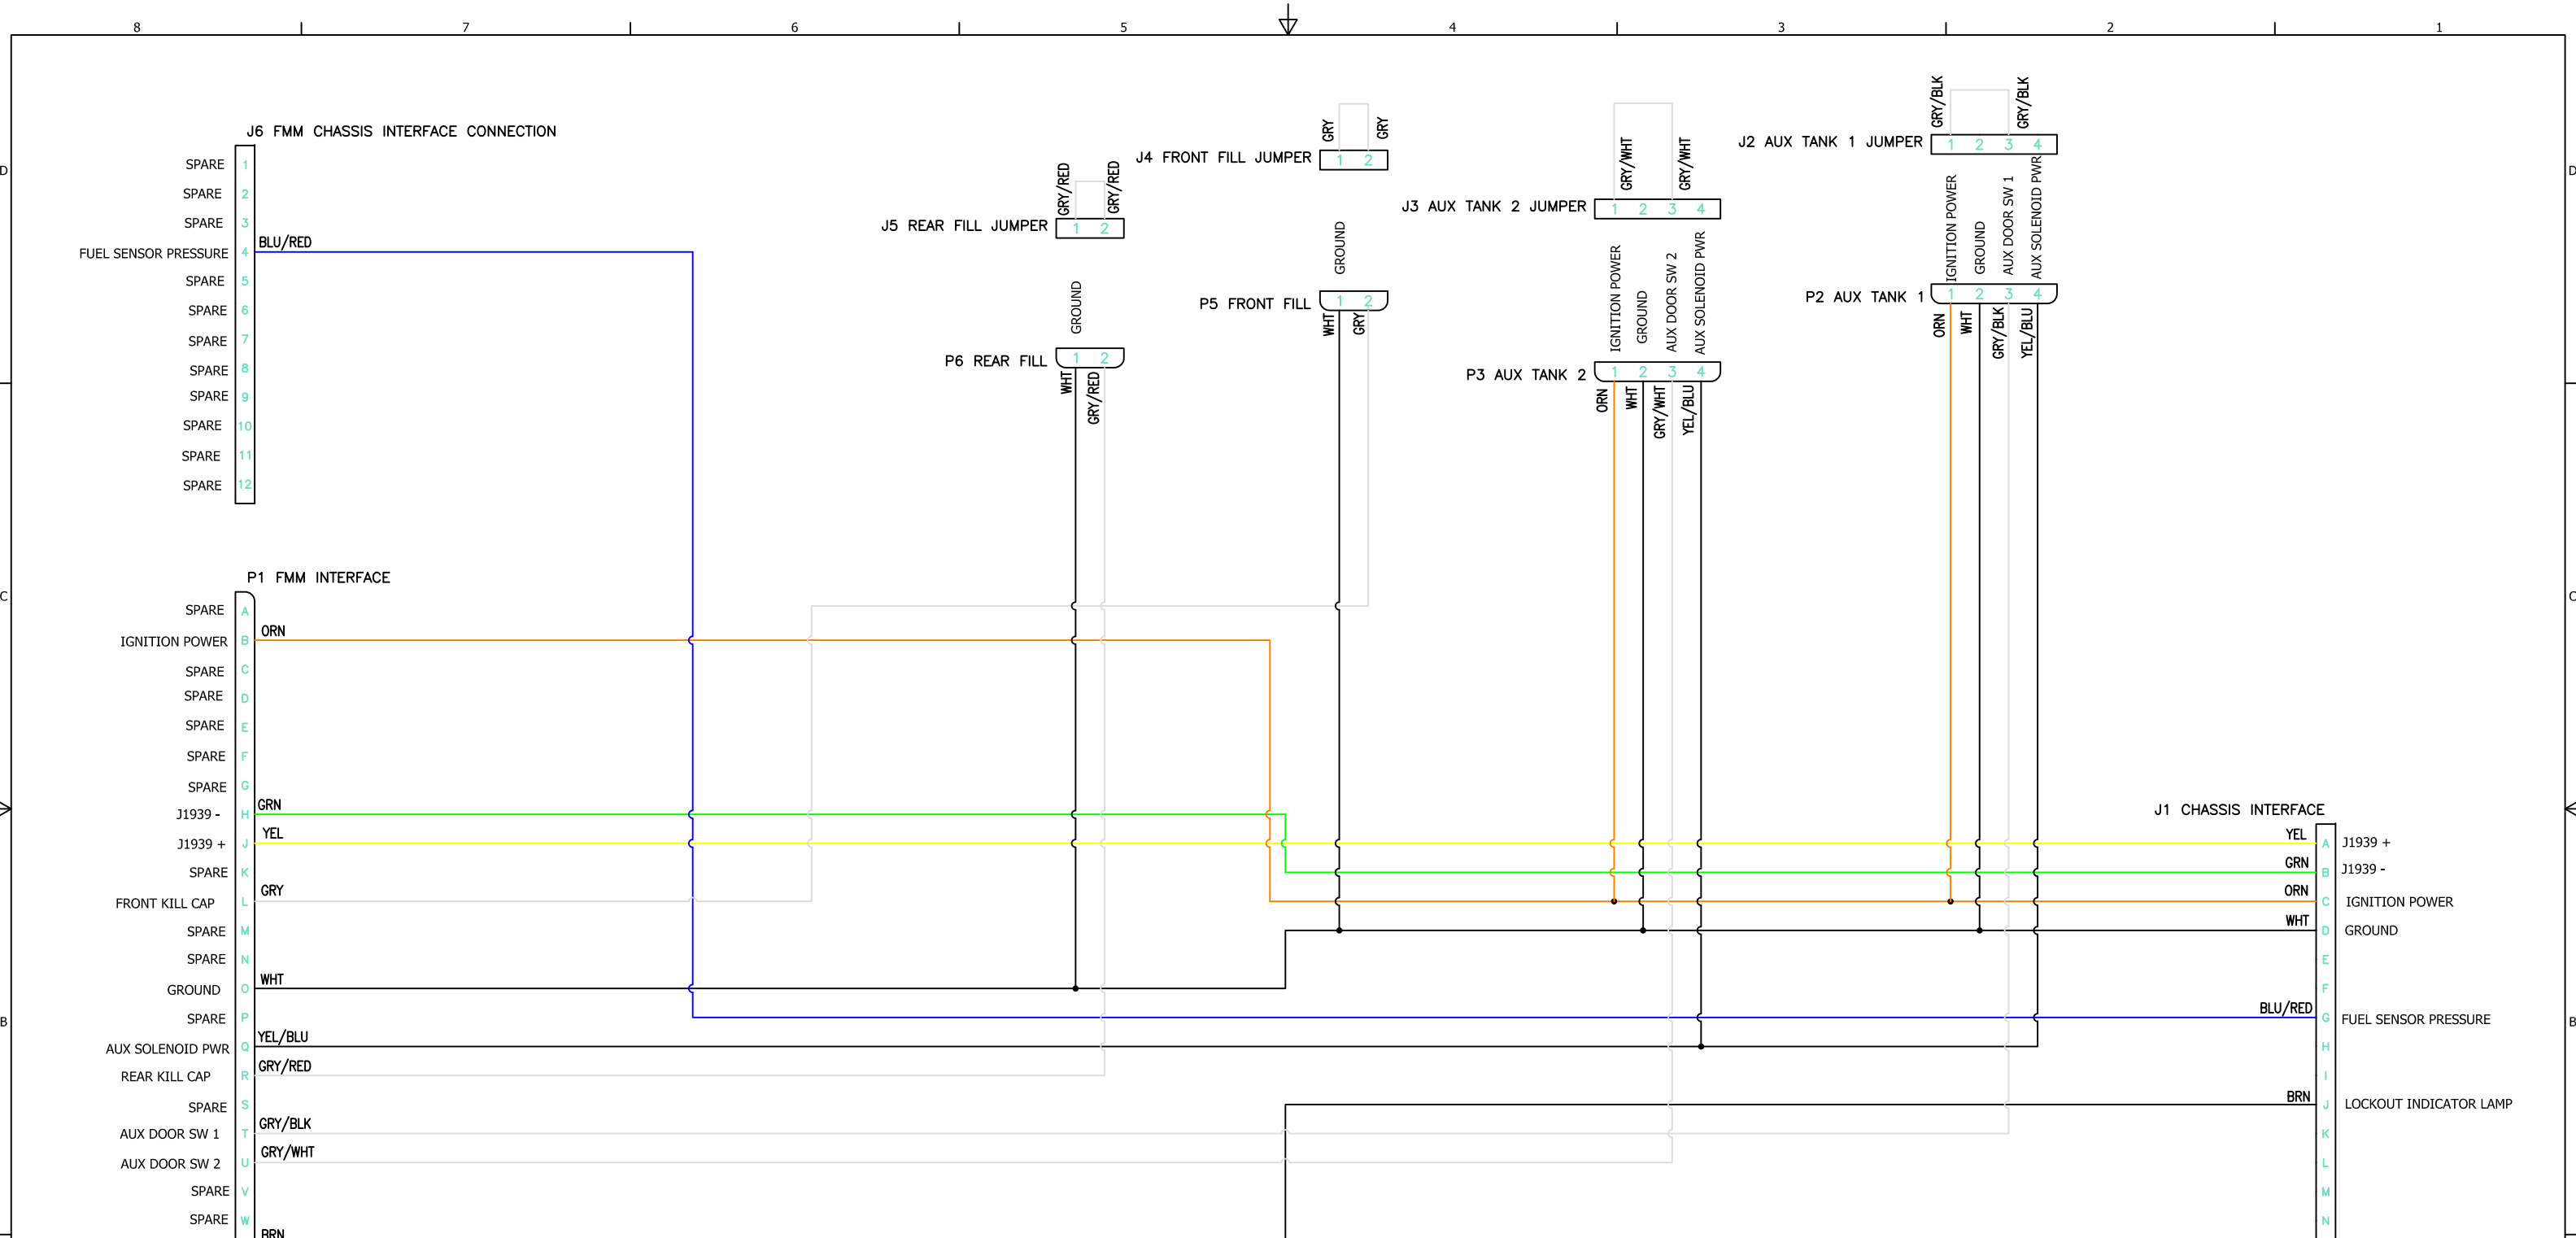 8 7 6 5 4 3 2 1
D
D
C
C
B
B
J6 FMM CHASSIS INTERFACE CONNECTION
SPARE 1
SPARE 2
SPARE 3
FUEL SENSOR PRESSURE 4 BLU/RED
SPARE 5
SPARE 6
SPARE 7
SPARE 8
SPARE 9
SPARE 10
SPARE 11
SPARE 12
J5 REAR FILL JUMPER 1 2
GRY/RED
GRY/RED
GROUND
P6 REAR FILL 1 2
WHT
GRY/RED
J4 FRONT FILL JUMPER 1 2
GRY
GRY
GROUND
P5 FRONT FILL 1 2
WHT
GRY
J3 AUX TANK 2 JUMPER 1 2 3 4
GRY/WHT
GRY/WHT
IGNITION POWER
GROUND
AUX DOOR SW 2
AUX SOLENOID PWR
P3 AUX TANK 2 1 2 3 4
ORN
WHT
GRY/WHT
YEL/BLU
J2 AUX TANK 1 JUMPER 1 2 3 4
GRY/BLK
GRY/BLK
IGNITION POWER
GROUND
AUX DOOR SW 1
AUX SOLENOID PWR
P2 AUX TANK 1 1 2 3 4
ORN
WHT
GRY/BLK
YEL/BLU
P1 FMM INTERFACE
SPARE A
IGNITION POWER B ORN
SPARE C
SPARE D
SPARE E
SPARE F
SPARE G
J1939 - H GRN
J1939 + J YEL
SPARE K
FRONT KILL CAP L GRY
SPARE M
SPARE N
GROUND O WHT
SPARE P
AUX SOLENOID PWR Q YEL/BLU
REAR KILL CAP R GRY/RED
SPARE S
AUX DOOR SW 1 T GRY/BLK
AUX DOOR SW 2 U GRY/WHT
SPARE V
SPARE W
BRN
J1 CHASSIS INTERFACE
YEL A J1939 +
GRN B J1939 -
ORN C IGNITION POWER
WHT D GROUND
E
F
BLU/RED G FUEL SENSOR PRESSURE
H
I
BRN J LOCKOUT INDICATOR LAMP
K
L
M
N